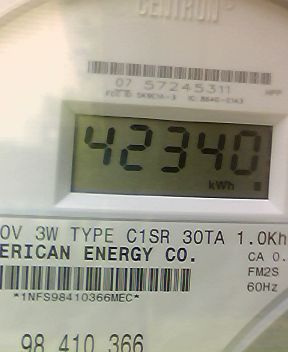 CENTRON®
07 57245311
42340
kWh
0V 3W TYPE C1SR 30TA 1.0Kh
ERICAN ENERGY CO.
CA 0.
FM2S
60Hz
*1NFS98410366MEC*
98 410 366